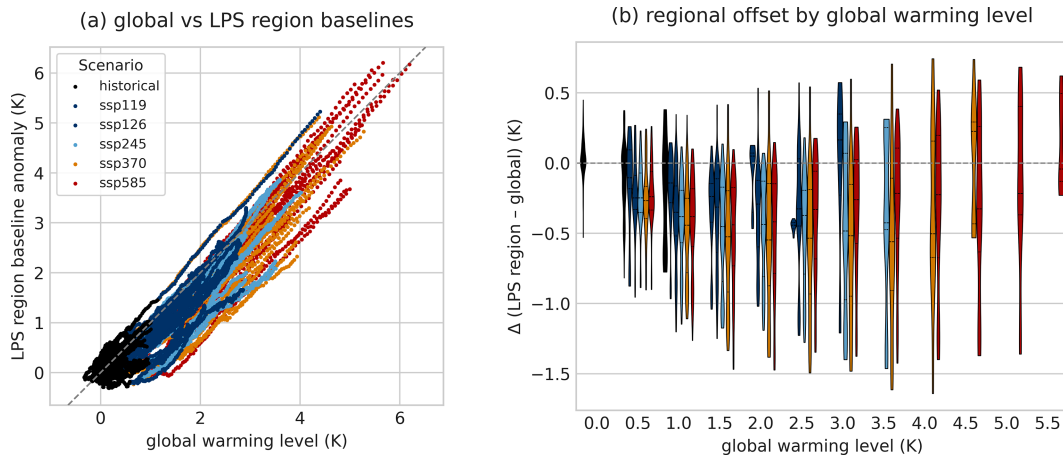 (a) global vs LPS region baselines
LPS region baseline anomaly (K)
6
5
4
3
2
1
0
Scenario
historical
ssp119
ssp126
ssp245
ssp370
ssp585
0 2 4 6
global warming level (K)
(b) regional offset by global warming level
Δ (LPS region – global) (K)
0.5
0.0
−0.5
−1.0
−1.5
0.0 0.5 1.0 1.5 2.0 2.5 3.0 3.5 4.0 4.5 5.0 5.5
global warming level (K)